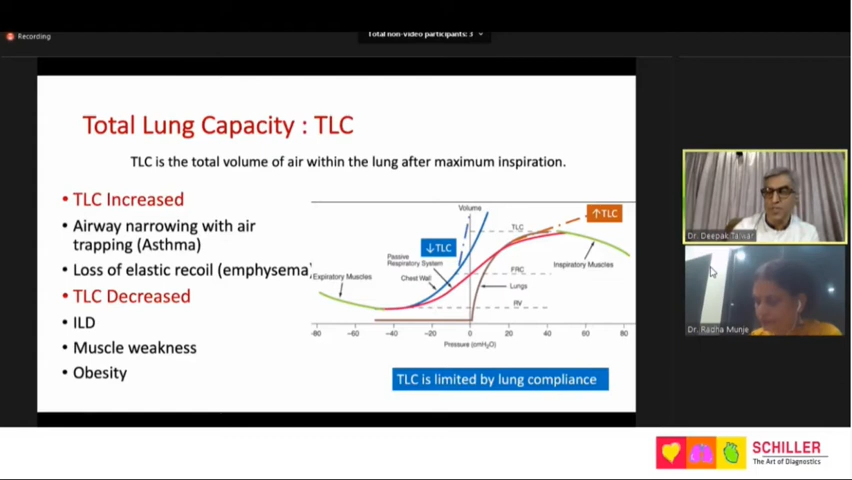 Recording
Total non-video participants: 3
Total Lung Capacity : TLC
TLC is the total volume of air within the lung after maximum inspiration.
• TLC Increased
• Airway narrowing with air
trapping (Asthma)
• Loss of elastic recoil (emphysema)
• TLC Decreased
• ILD
• Muscle weakness
• Obesity
Volume
↑TLC
TLC
↓TLC
Passive
Respiratory System
Inspiratory Muscles
FRC
Expiratory Muscles
Chest Wall
Lungs
RV
-80 -60 -40 -20 0 20 40 60 80
Pressure (cmH2O)
TLC is limited by lung compliance
Dr. Deepak Talwar
Dr. Radha Munje
SCHILLER
The Art of Diagnostics